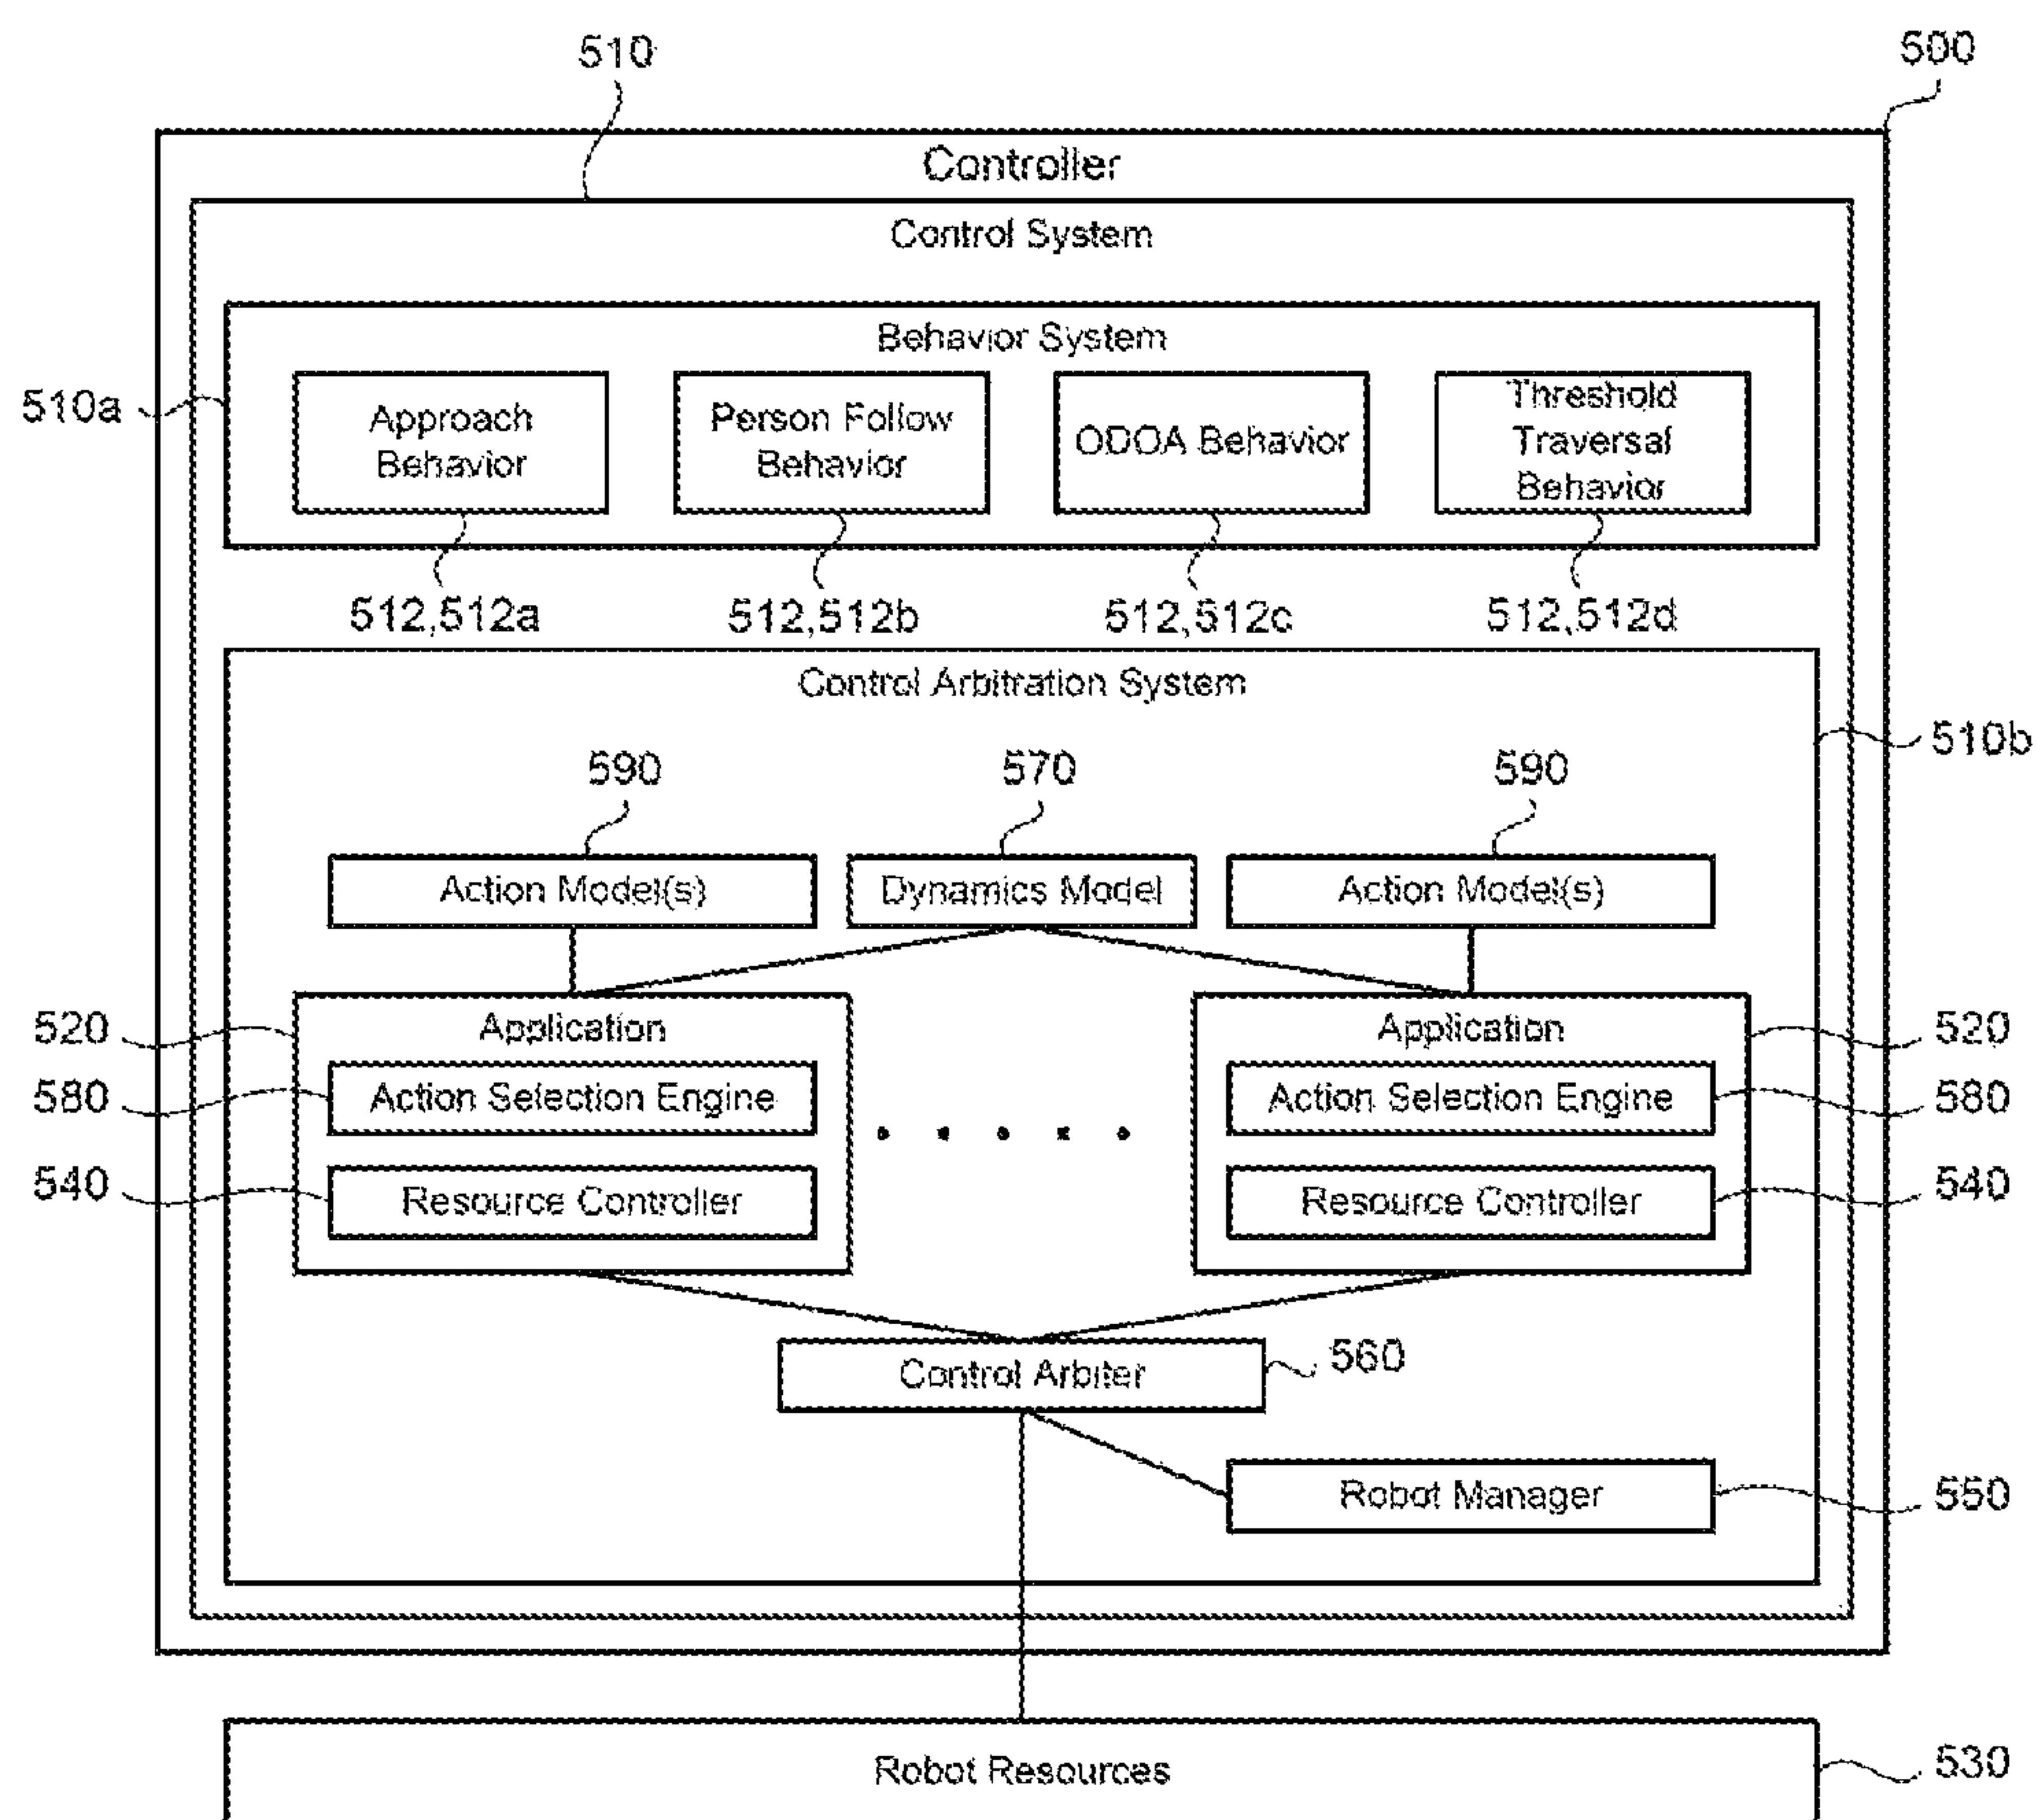 510
500
Controller
Control System
Behavior System
510a
Approach
Behavior
Person Follow
Behavior
ODOA Behavior
Threshold
Traversal
Behavior
512,512a
512,512b
512,512c
512,512d
Control Arbitration System
510b
590
570
590
Action Model(s)
Dynamics Model
Action Model(s)
520
Application
Application
520
580
Action Selection Engine
Action Selection Engine
580
540
Resource Controller
Resource Controller
540
Control Arbiter
560
Robot Manager
550
Robot Resources
530